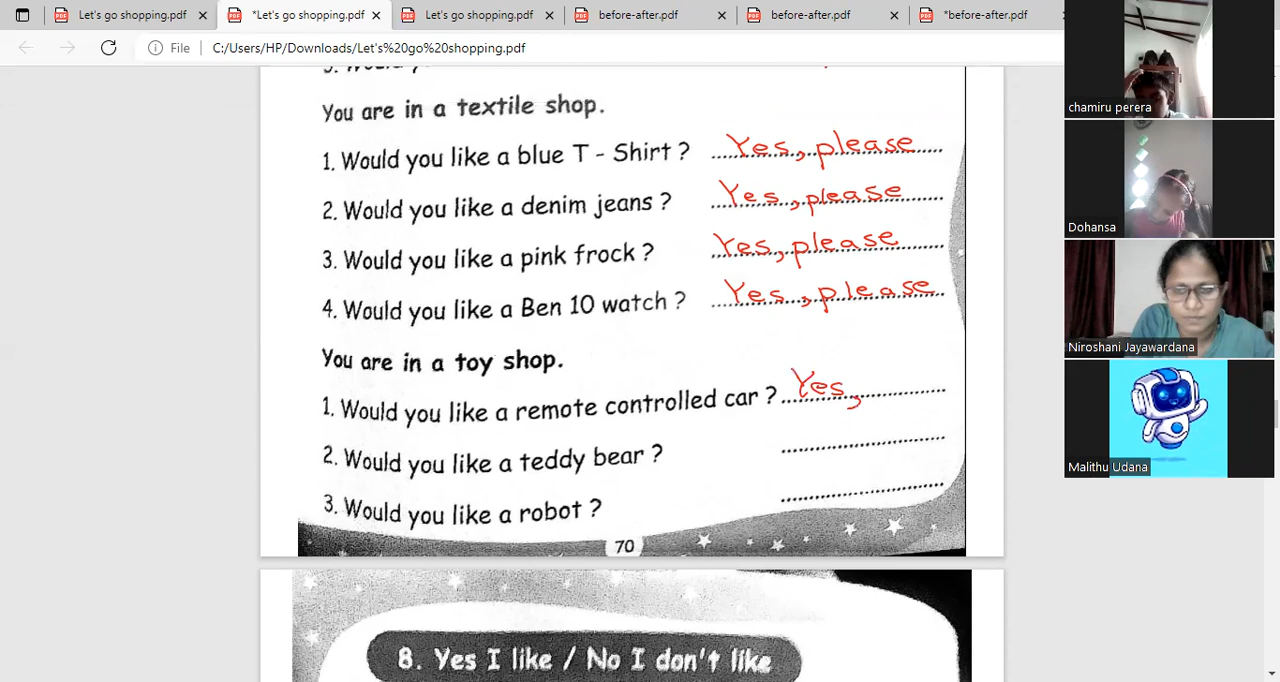 Let's go shopping.pdf
*Let's go shopping.pdf
Let's go shopping.pdf
before-after.pdf
before-after.pdf
*before-after.pdf
File
C:/Users/HP/Downloads/Let's%20go%20shopping.pdf
You are in a textile shop.
1. Would you like a blue T - Shirt ? Yes, please
2. Would you like a denim jeans ? Yes, please
3. Would you like a pink frock ? Yes, please
4. Would you like a Ben 10 watch ? Yes, please
You are in a toy shop.
1. Would you like a remote controlled car ? Yes,
2. Would you like a teddy bear ?
3. Would you like a robot ?
70
8. Yes I like / No I don't like
chamiru perera
Dohansa
Niroshani Jayawardana
Malithu Udana